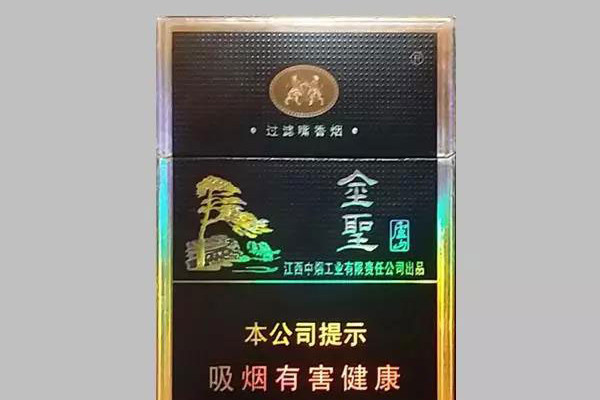 ®
• 过滤嘴香烟 •
金聖
庐山
江西中烟工业有限责任公司出品
本公司提示
吸烟有害健康